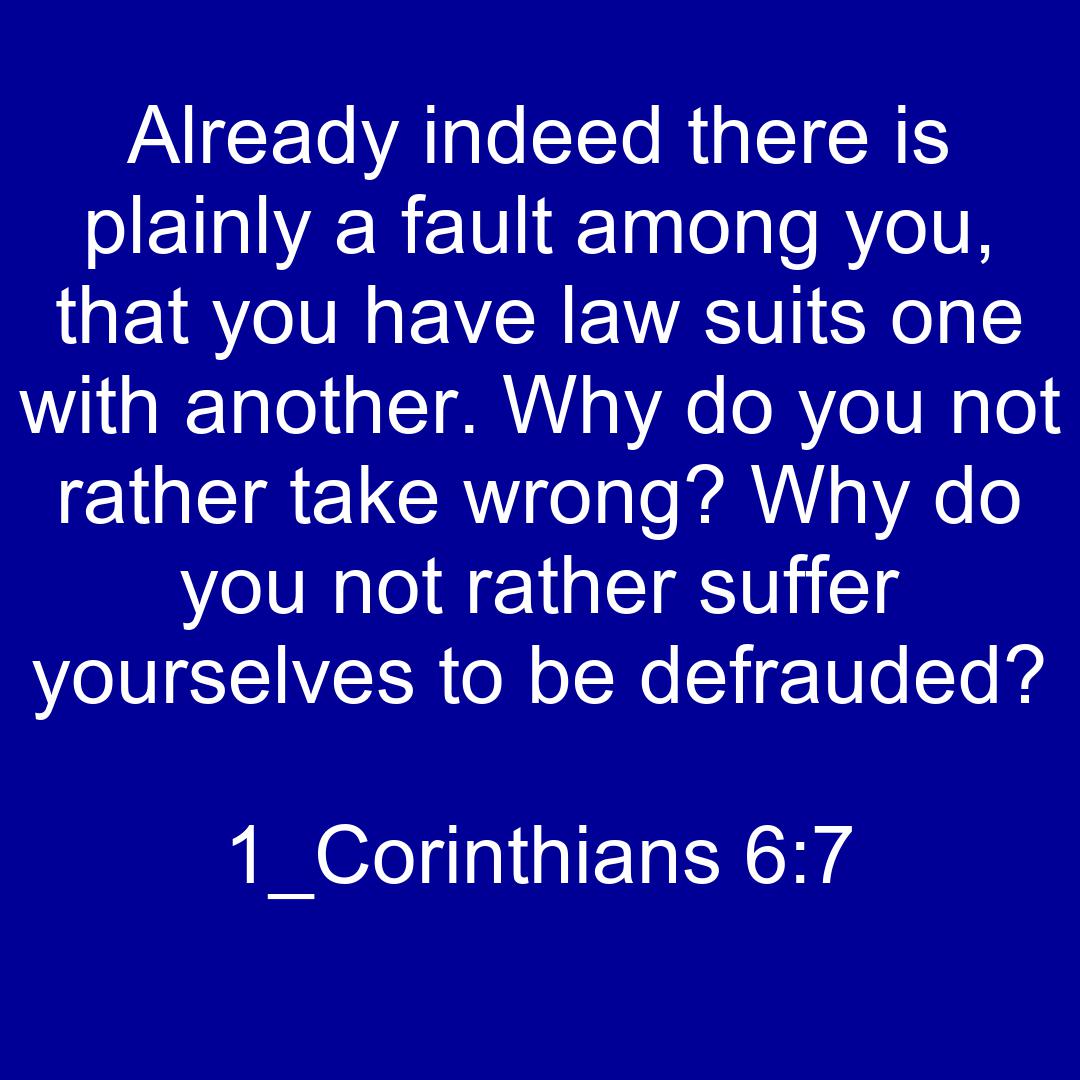 Already indeed there is
plainly a fault among you,
that you have law suits one
with another. Why do you not
rather take wrong? Why do
you not rather suffer
yourselves to be defrauded?
1_Corinthians 6:7